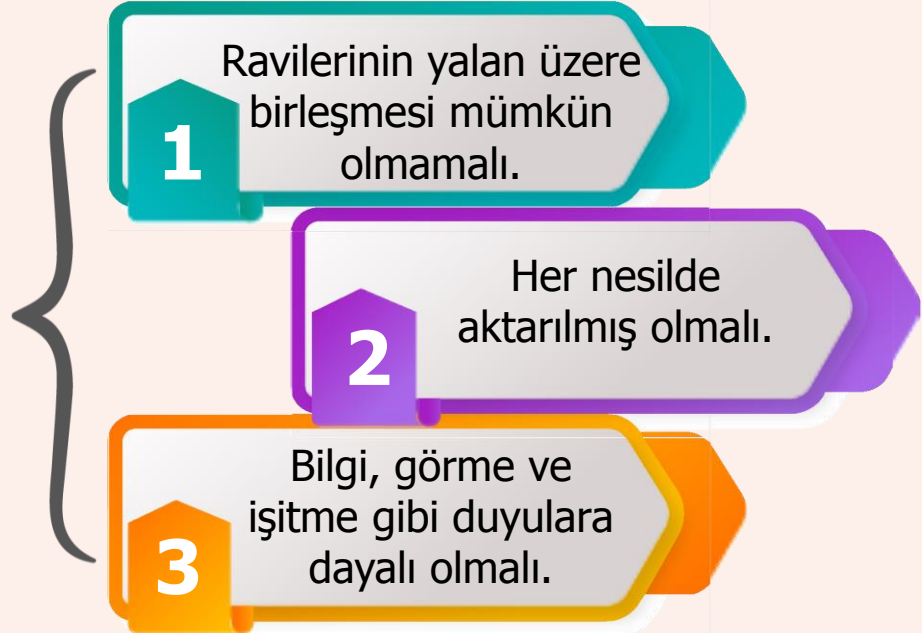 1
Ravilerinin yalan üzere
birleşmesi mümkün
olmamalı.
2
Her nesilde
aktarılmış olmalı.
3
Bilgi, görme ve
işitme gibi duyulara
dayalı olmalı.